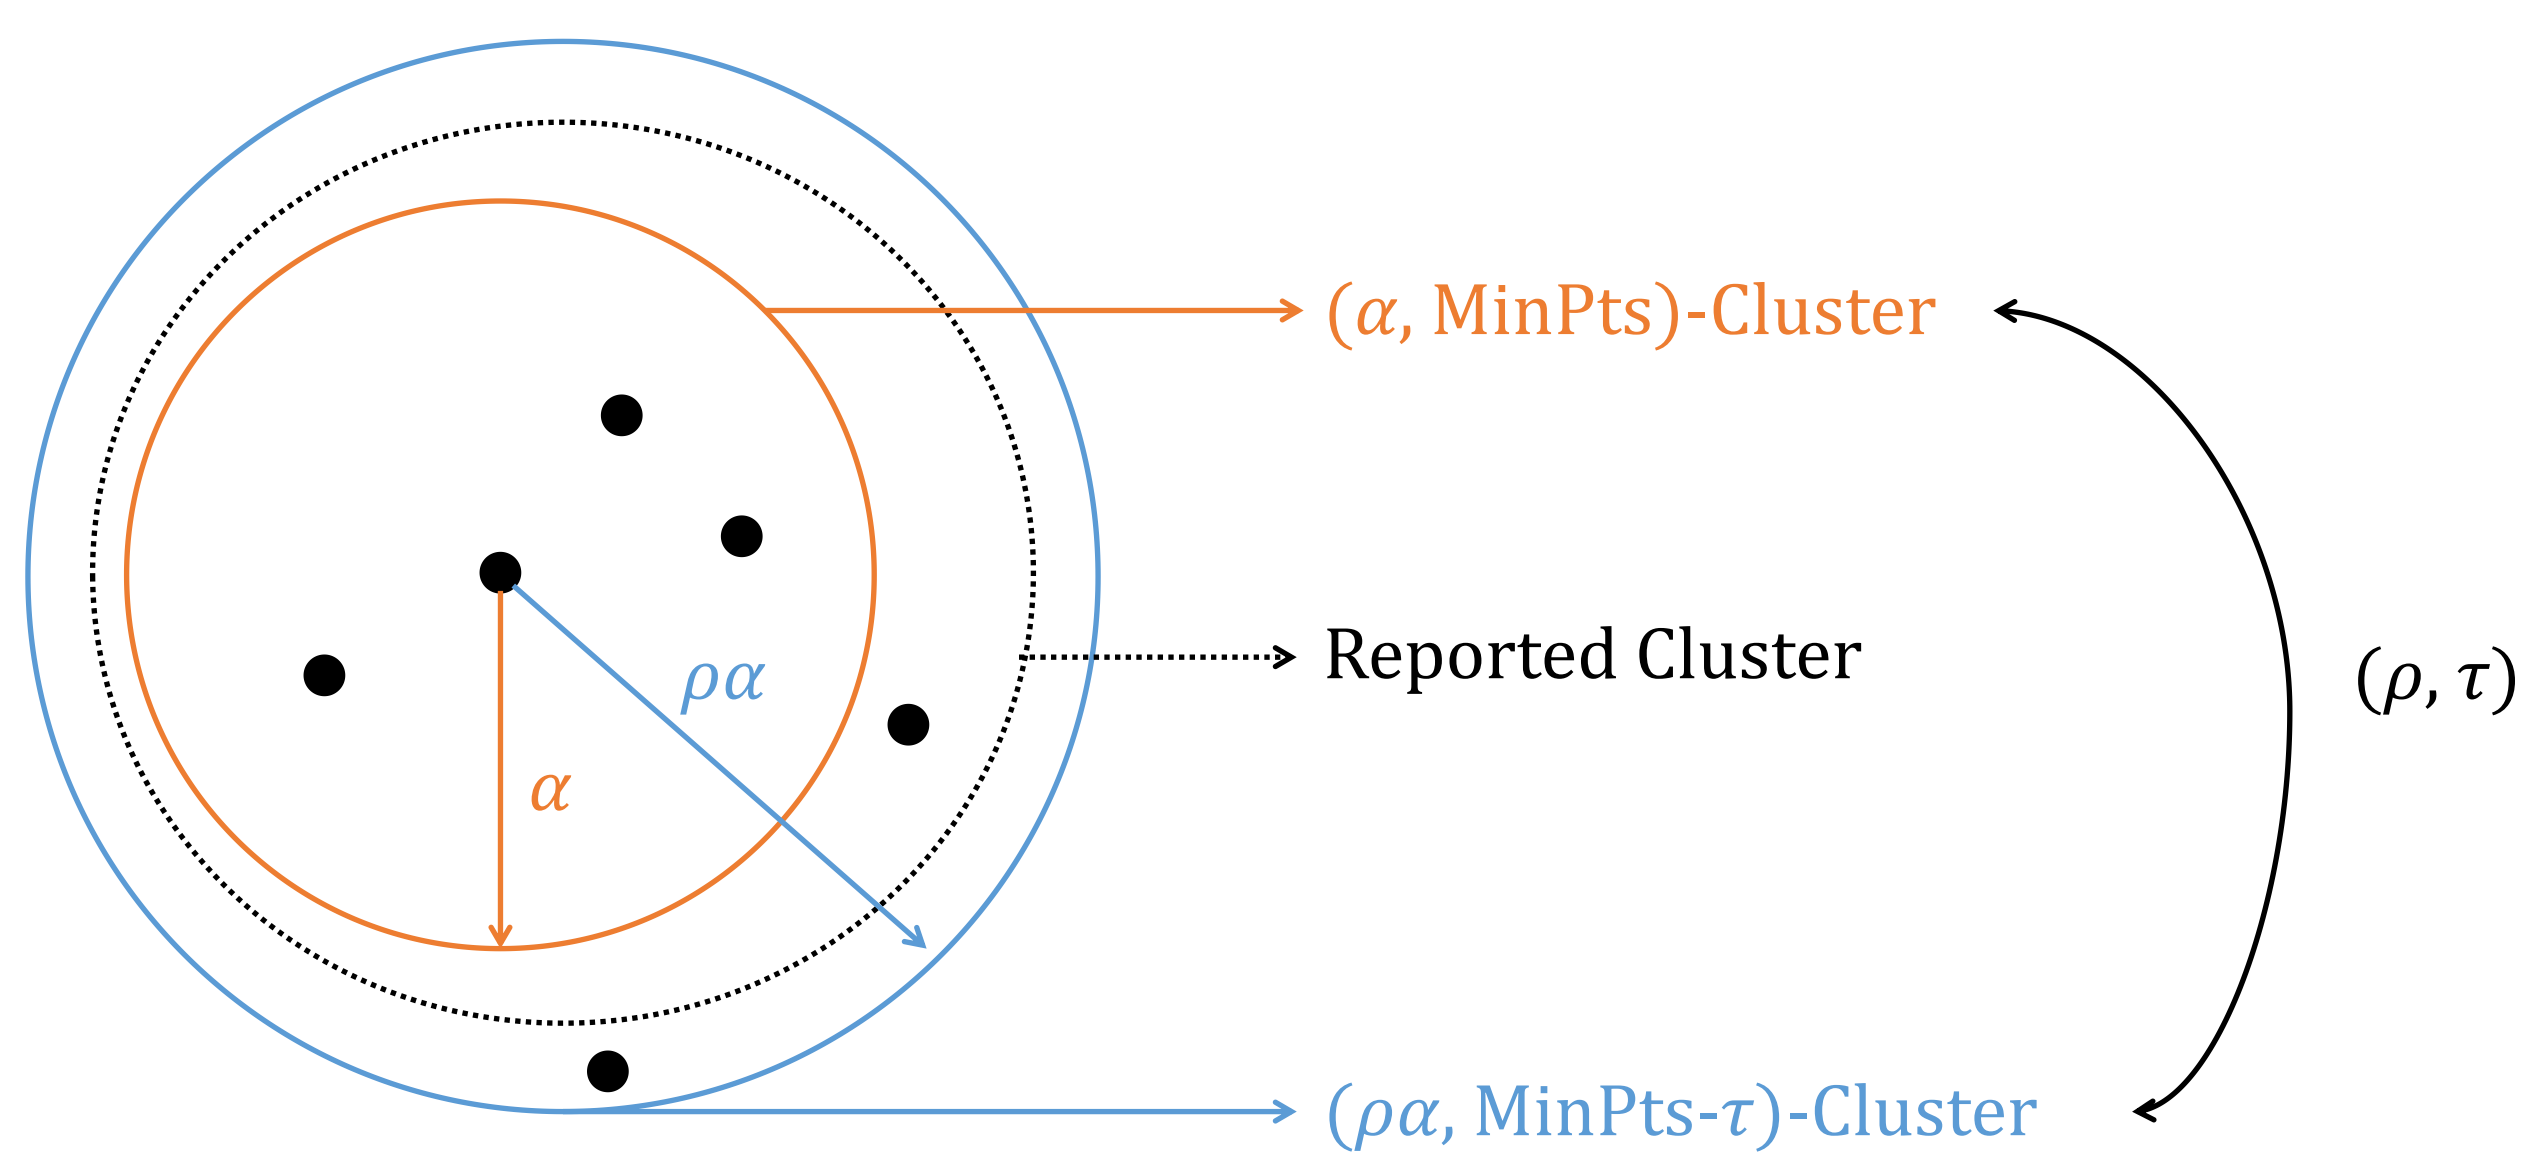 (α, MinPts)-Cluster
Reported Cluster
(ρ, τ)
ρα
α
(ρα, MinPts-τ)-Cluster